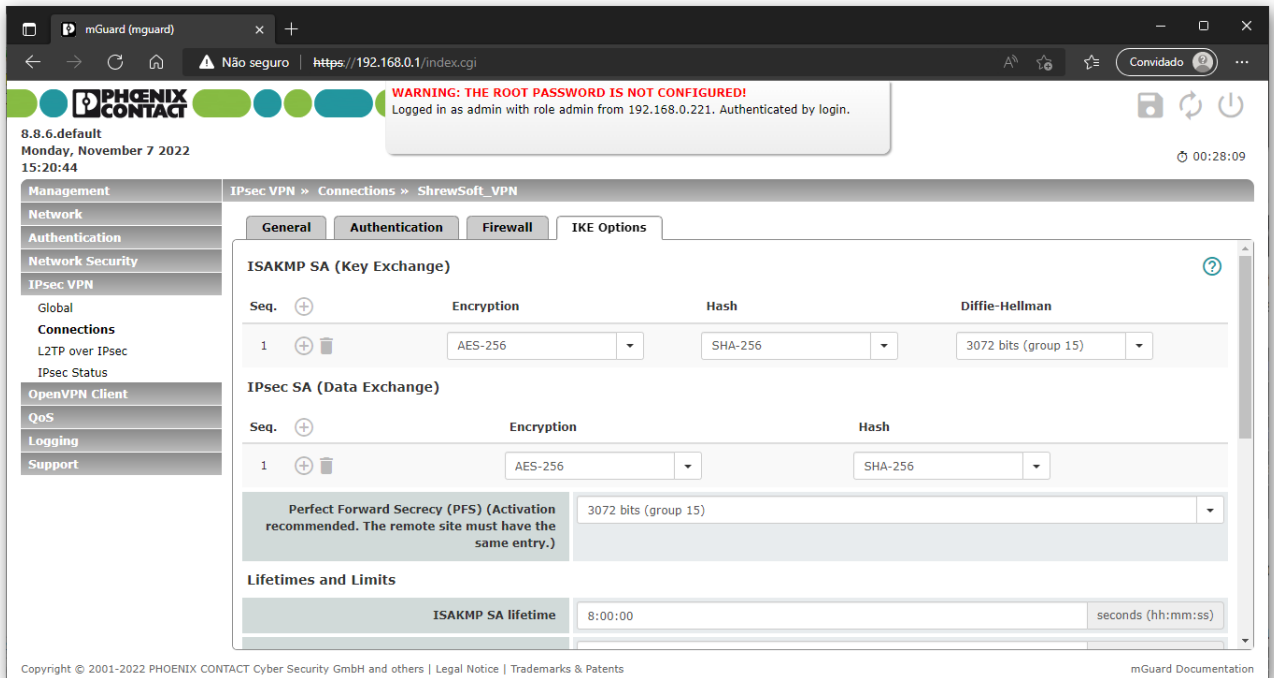 mGuard (mguard)
Não seguro https://192.168.0.1/index.cgi
Convidado
PHŒNIX
CONTACT
WARNING: THE ROOT PASSWORD IS NOT CONFIGURED!
Logged in as admin with role admin from 192.168.0.221. Authenticated by login.
8.8.6.default
Monday, November 7 2022
15:20:44
00:28:09
Management
Network
Authentication
Network Security
IPsec VPN
Global
Connections
L2TP over IPsec
IPsec Status
OpenVPN Client
QoS
Logging
Support
IPsec VPN » Connections » ShrewSoft_VPN
General Authentication Firewall IKE Options
ISAKMP SA (Key Exchange)
Seq. Encryption Hash Diffie-Hellman
1 AES-256 SHA-256 3072 bits (group 15)
IPsec SA (Data Exchange)
Seq. Encryption Hash
1 AES-256 SHA-256
Perfect Forward Secrecy (PFS) (Activation
recommended. The remote site must have the
same entry.)
3072 bits (group 15)
Lifetimes and Limits
ISAKMP SA lifetime 8:00:00 seconds (hh:mm:ss)
Copyright © 2001-2022 PHOENIX CONTACT Cyber Security GmbH and others | Legal Notice | Trademarks & Patents
mGuard Documentation